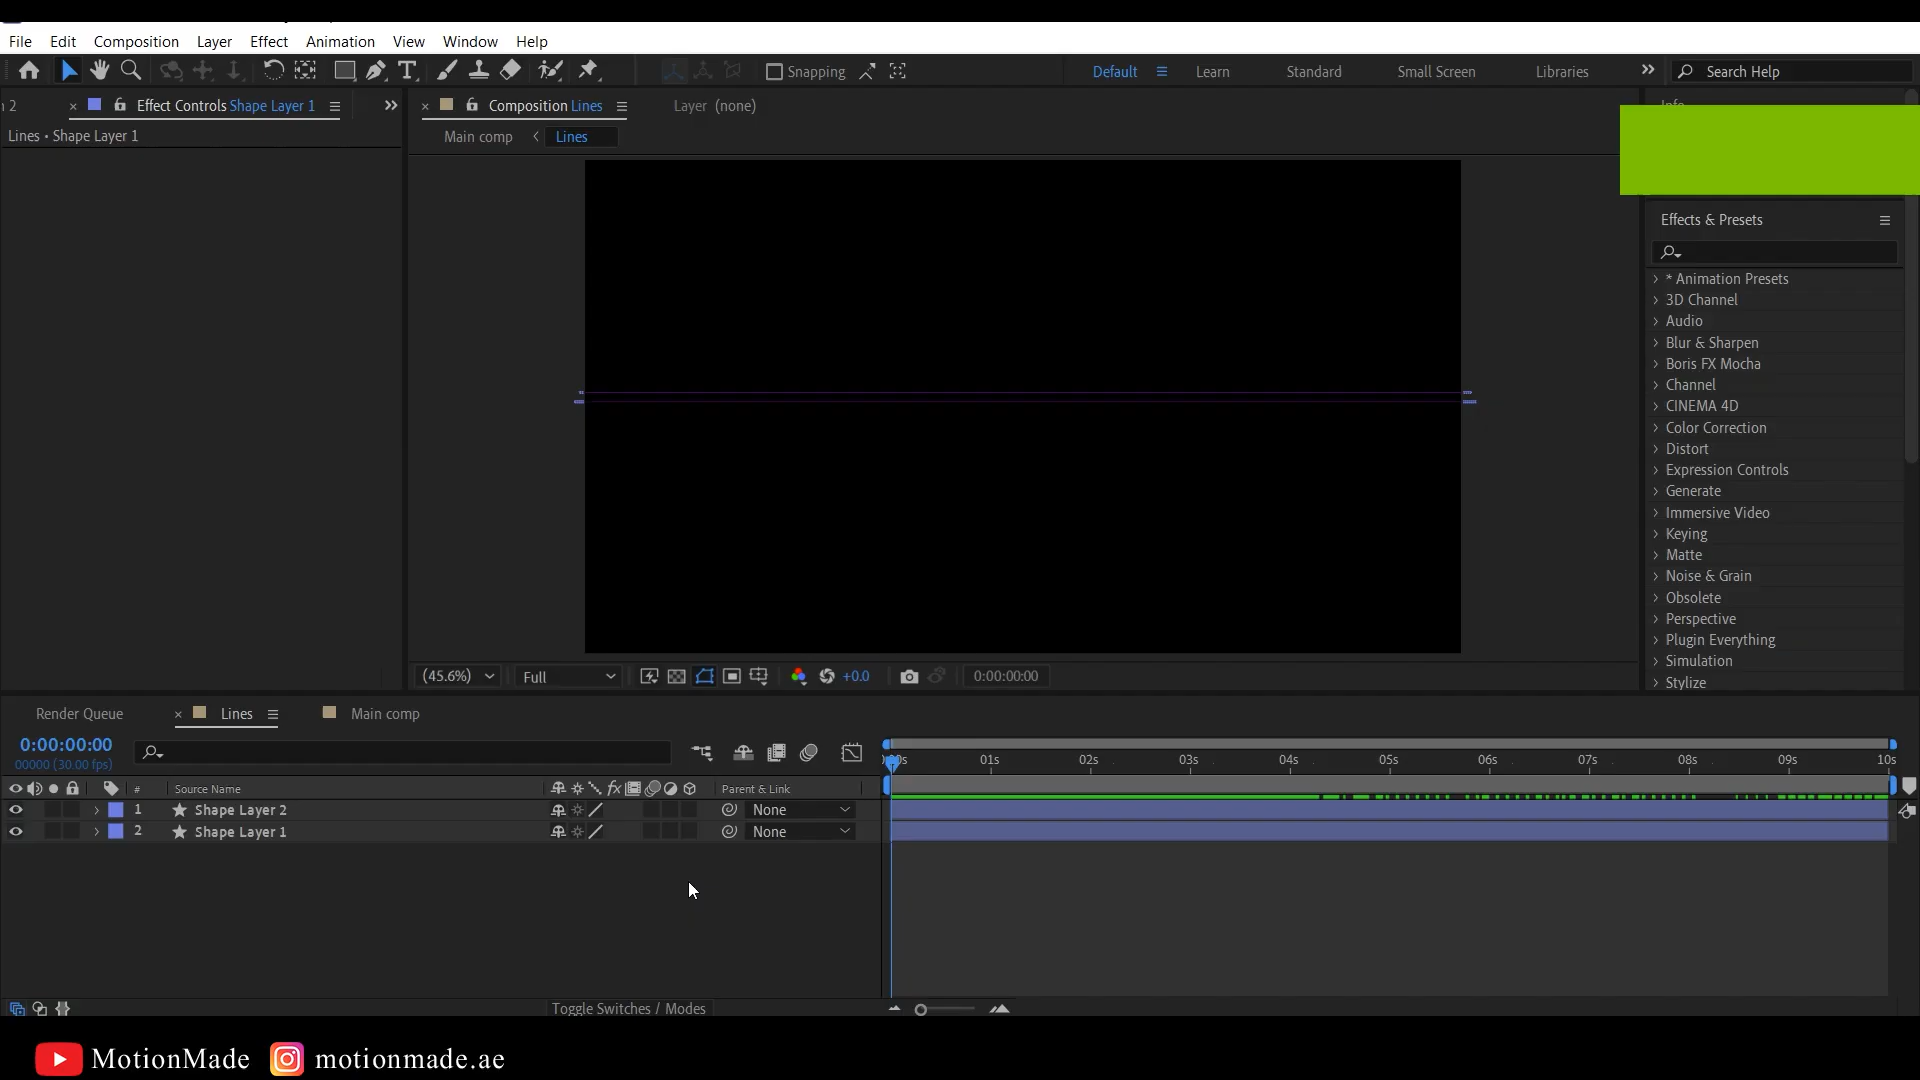 File Edit Composition Layer Effect Animation View Window Help
Snapping Default Learn Standard Small Screen Libraries Search Help
2 Effect Controls Shape Layer 1 Composition Lines Layer (none)
Lines • Shape Layer 1 Main comp Lines
Effects & Presets
* Animation Presets
3D Channel
Audio
Blur & Sharpen
Boris FX Mocha
Channel
CINEMA 4D
Color Correction
Distort
Expression Controls
Generate
Immersive Video
Keying
Matte
Noise & Grain
Obsolete
Perspective
Plugin Everything
Simulation
Stylize
(45.6%) Full +0.0 0:00:00:00
Render Queue Lines Main comp
0:00:00:00
00000 (30.00 fps)
01s 02s 03s 04s 05s 06s 07s 08s 09s 10s
# Source Name Parent & Link
1 Shape Layer 2 None
2 Shape Layer 1 None
Toggle Switches / Modes
MotionMade motionmade.ae